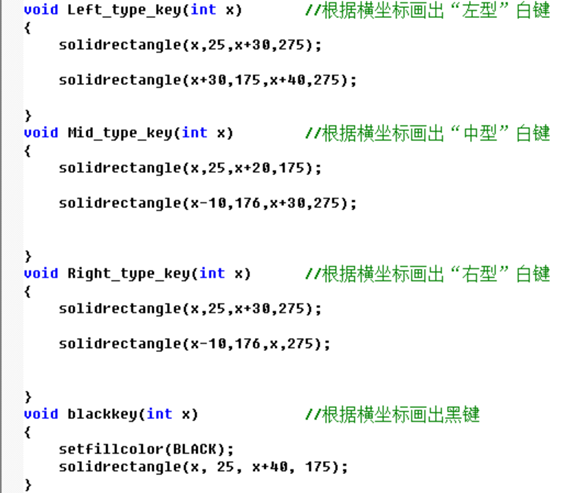 void Left_type_key(int x)       //根据横坐标画出“左型”白键
{
    solidrectangle(x,25,x+30,275);
    solidrectangle(x+30,175,x+40,275);
}
void Mid_type_key(int x)        //根据横坐标画出“中型”白键
{
    solidrectangle(x,25,x+20,175);
    solidrectangle(x-10,176,x+30,275);
}
void Right_type_key(int x)      //根据横坐标画出“右型”白键
{
    solidrectangle(x,25,x+30,275);
    solidrectangle(x-10,176,x,275);
}
void blackkey(int x)            //根据横坐标画出黑键
{
    setfillcolor(BLACK);
    solidrectangle(x, 25, x+40, 175);
}